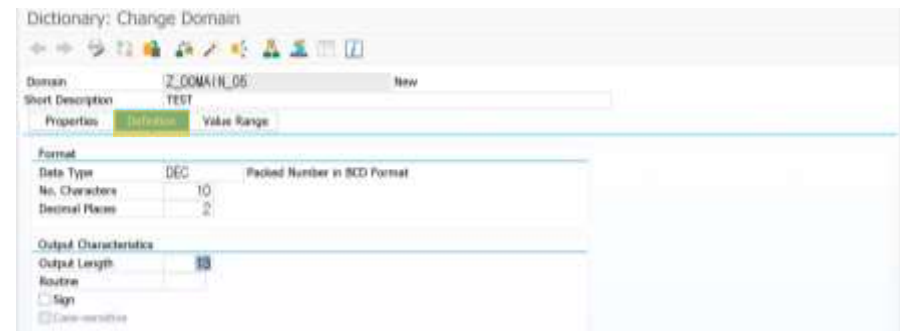 Dictionary: Change Domain
Domain Z_DOMAIN_05 New
Short Description TEST
Properties Definition Value Range
Format
Data Type DEC Packed Number in BCD Format
No. Characters 10
Decimal Places 2
Output Characteristics
Output Length 13
Routine
Sign
Case-sensitive